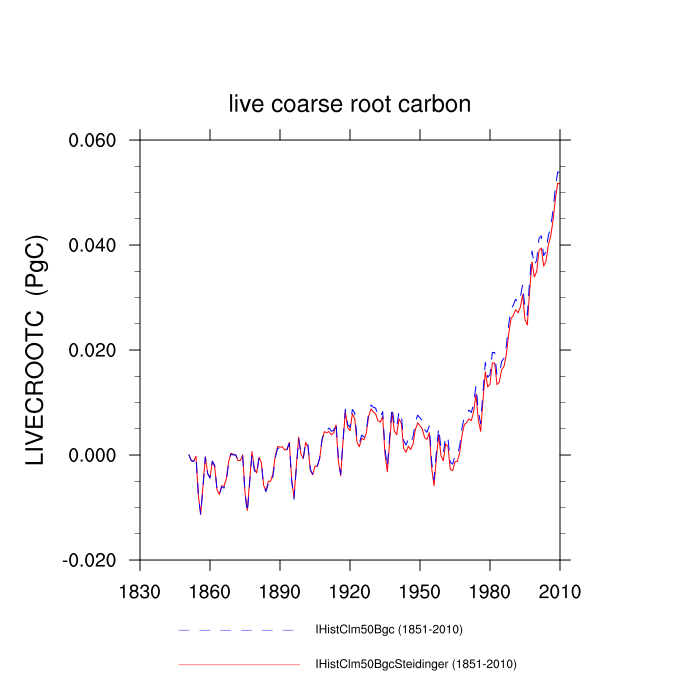 live coarse root carbon
0.060
0.040
0.020
0.000
-0.020
LIVECROOTC (PgC)
1830 1860 1890 1920 1950 1980 2010
IHistClm50Bgc (1851-2010)
IHistClm50BgcSteidinger (1851-2010)